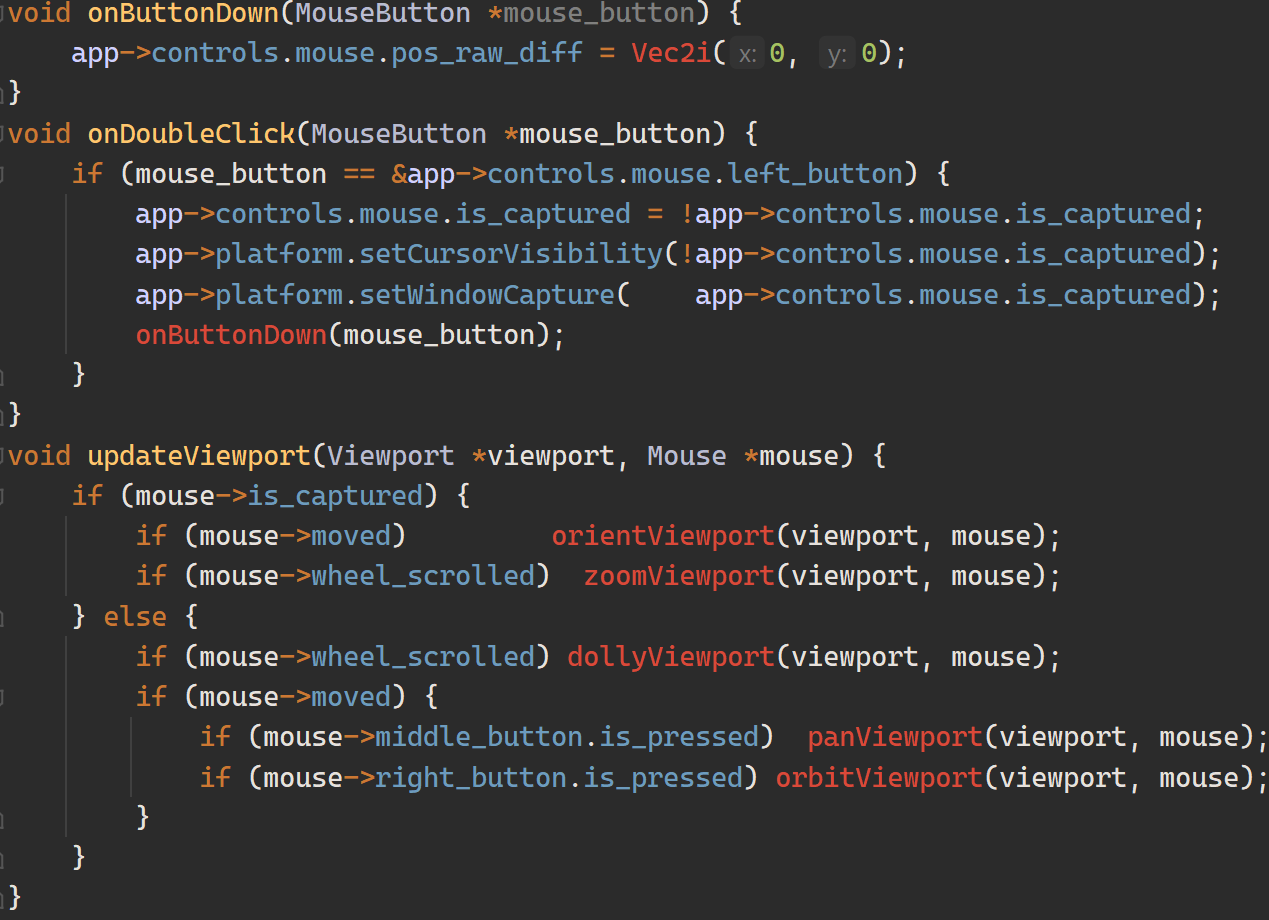 void onButtonDown(MouseButton *mouse_button) {
    app->controls.mouse.pos_raw_diff = Vec2i( x: 0,  y: 0);
}
void onDoubleClick(MouseButton *mouse_button) {
    if (mouse_button == &app->controls.mouse.left_button) {
        app->controls.mouse.is_captured = !app->controls.mouse.is_captured;
        app->platform.setCursorVisibility(!app->controls.mouse.is_captured);
        app->platform.setWindowCapture(    app->controls.mouse.is_captured);
        onButtonDown(mouse_button);
    }
}
void updateViewport(Viewport *viewport, Mouse *mouse) {
    if (mouse->is_captured) {
        if (mouse->moved)         orientViewport(viewport, mouse);
        if (mouse->wheel_scrolled)  zoomViewport(viewport, mouse);
    } else {
        if (mouse->wheel_scrolled) dollyViewport(viewport, mouse);
        if (mouse->moved) {
            if (mouse->middle_button.is_pressed)  panViewport(viewport, mouse);
            if (mouse->right_button.is_pressed) orbitViewport(viewport, mouse);
        }
    }
}